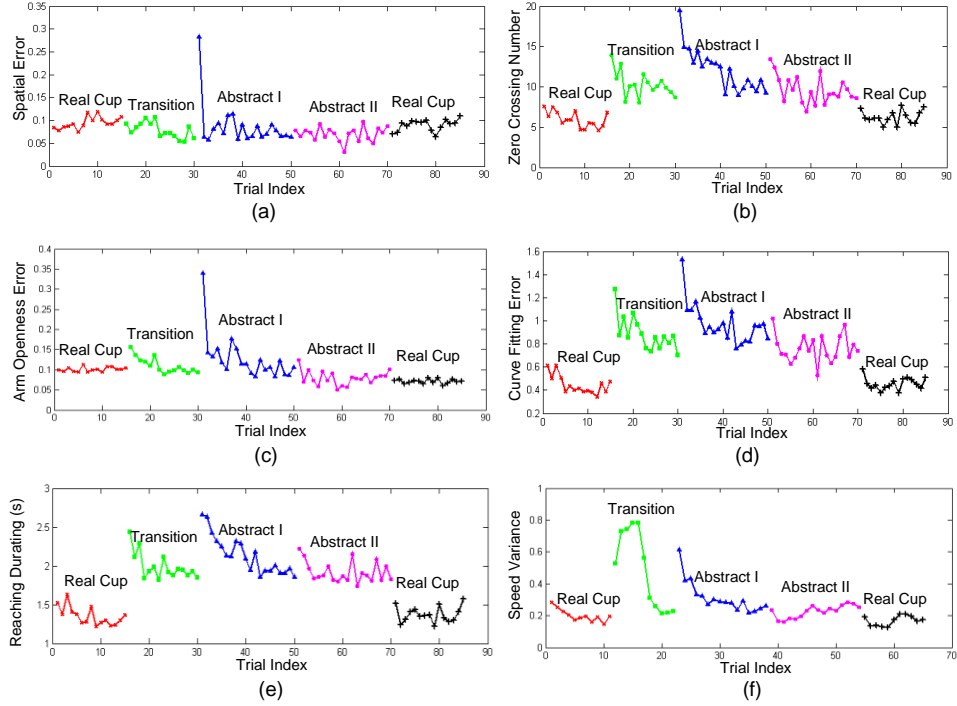 0.35
0.3
0.25
0.2
0.15
0.1
0.05
0
Spatial Error
Real Cup
Transition
Abstract I
Abstract II
Real Cup
0 10 20 30 40 50 60 70 80 90
Trial Index
(a)
20
15
10
5
0
Zero Crossing Number
Real Cup
Transition
Abstract I
Abstract II
Real Cup
0 10 20 30 40 50 60 70 80 90
Trial Index
(b)
0.4
0.35
0.3
0.25
0.2
0.15
0.1
0.05
0
Arm Openness Error
Real Cup
Transition
Abstract I
Abstract II
Real Cup
0 10 20 30 40 50 60 70 80 90
Trial Index
(c)
1.6
1.4
1.2
1
0.8
0.6
0.4
0.2
Curve Fitting Error
Real Cup
Transition
Abstract I
Abstract II
Real Cup
0 10 20 30 40 50 60 70 80 90
Trial Index
(d)
3
2.5
2
1.5
1
Reaching Durating (s)
Real Cup
Transition
Abstract I
Abstract II
Real Cup
0 10 20 30 40 50 60 70 80 90
Trial Index
(e)
1
0.8
0.6
0.4
0.2
0
Speed Variance
Real Cup
Transition
Abstract I
Abstract II
Real Cup
0 10 20 30 40 50 60 70
Trial Index
(f)